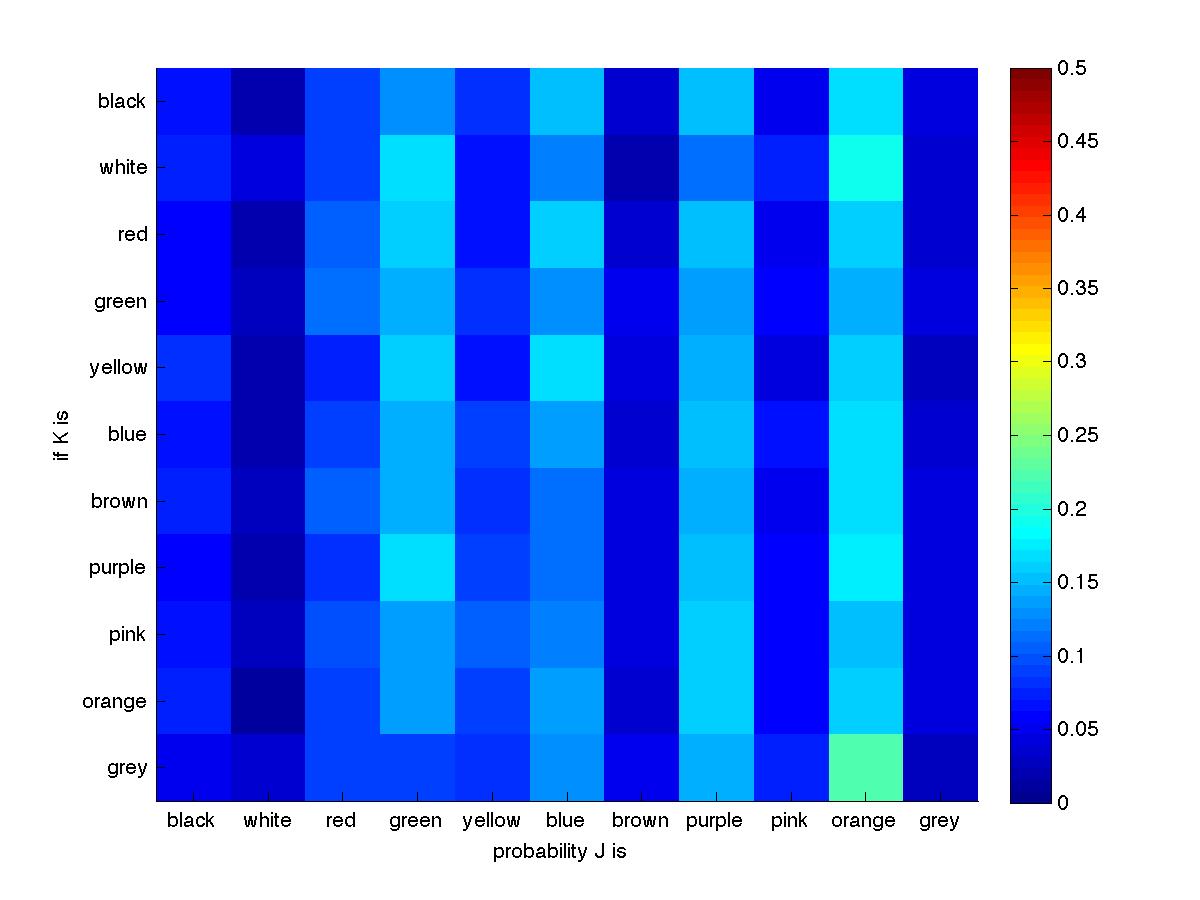 if K is
black
white
red
green
yellow
blue
brown
purple
pink
orange
grey
black white red green yellow blue brown purple pink orange grey
probability J is
0.5
0.45
0.4
0.35
0.3
0.25
0.2
0.15
0.1
0.05
0